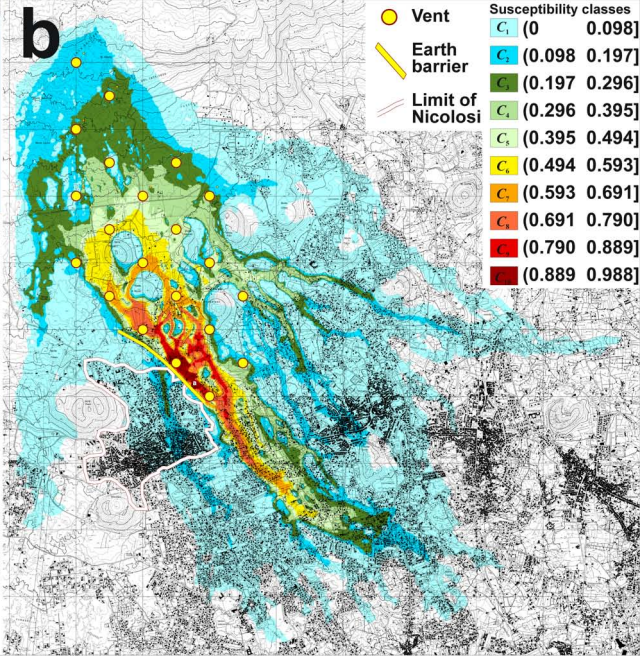 b
Vent
Earth
barrier
Limit of
Nicolosi
Susceptibility classes
C₁ (0 0.098]
C₂ (0.098 0.197]
C₃ (0.197 0.296]
C₄ (0.296 0.395]
C₅ (0.395 0.494]
C₆ (0.494 0.593]
C₇ (0.593 0.691]
C₈ (0.691 0.790]
(0.790 0.889]
(0.889 0.988]